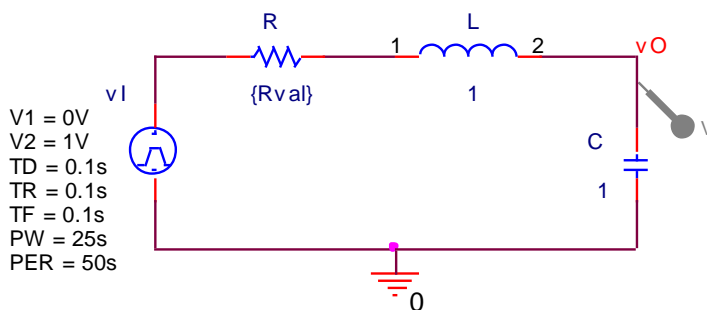 R
L
1
2
vO
vI
{Rval}
1
V1 = 0V
V2 = 1V
TD = 0.1s
TR = 0.1s
TF = 0.1s
PW = 25s
PER = 50s
C
1
V
0